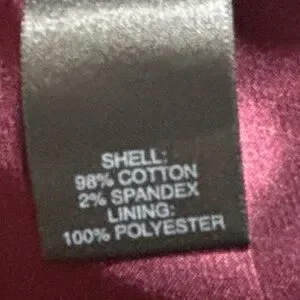 SHELL:
98% COTTON
2% SPANDEX
LINING:
100% POLYESTER